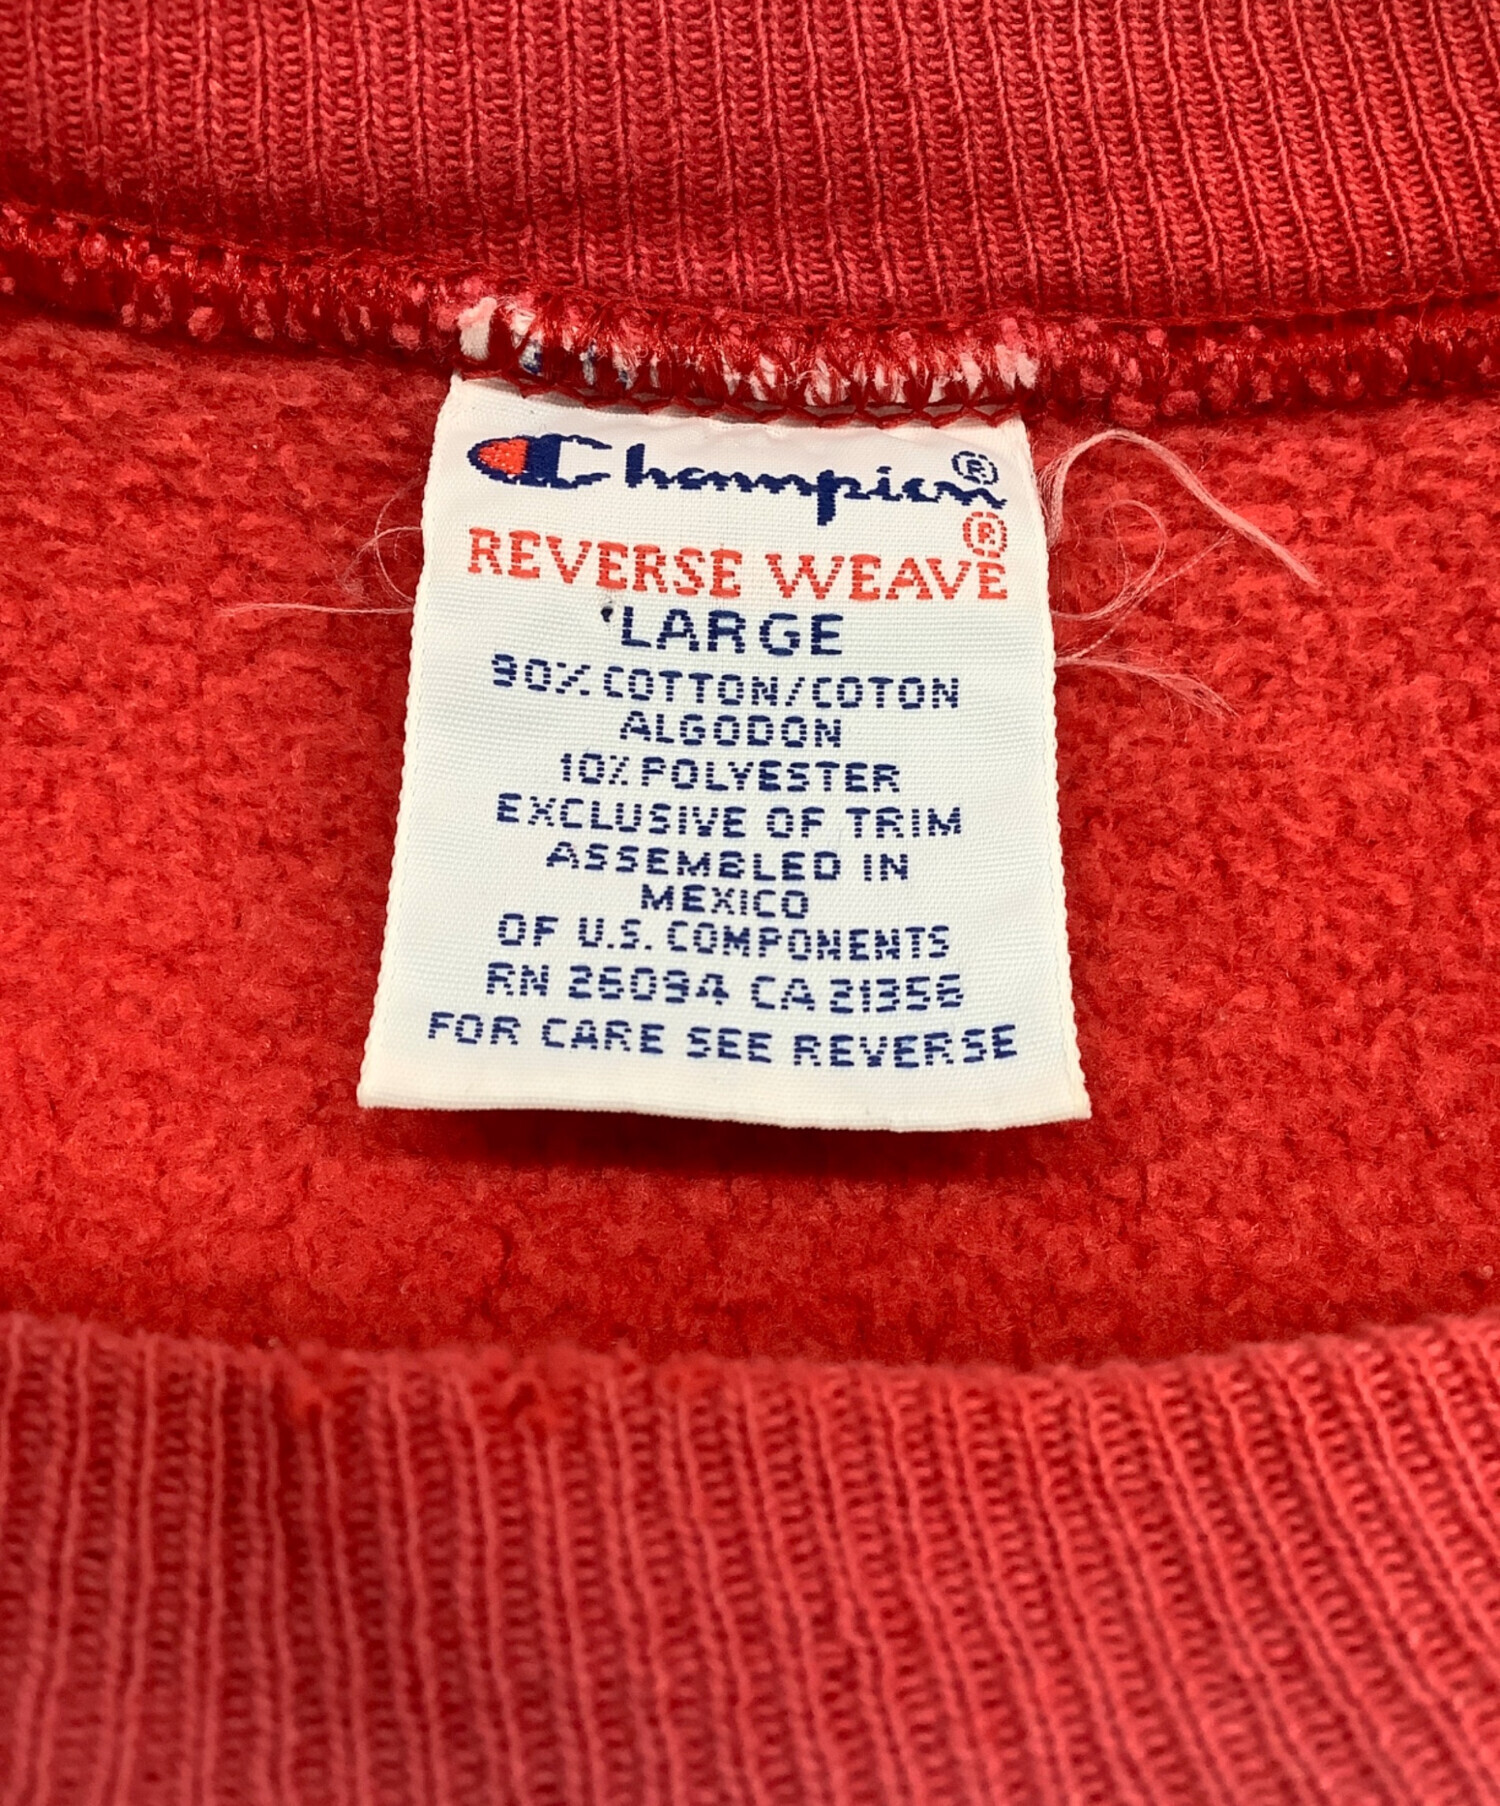 Champion®
REVERSE WEAVE®
LARGE
90% COTTON/COTON
ALGODON
10% POLYESTER
EXCLUSIVE OF TRIM
ASSEMBLED IN
MEXICO
OF U.S. COMPONENTS
RN 26094 CA 21356
FOR CARE SEE REVERSE